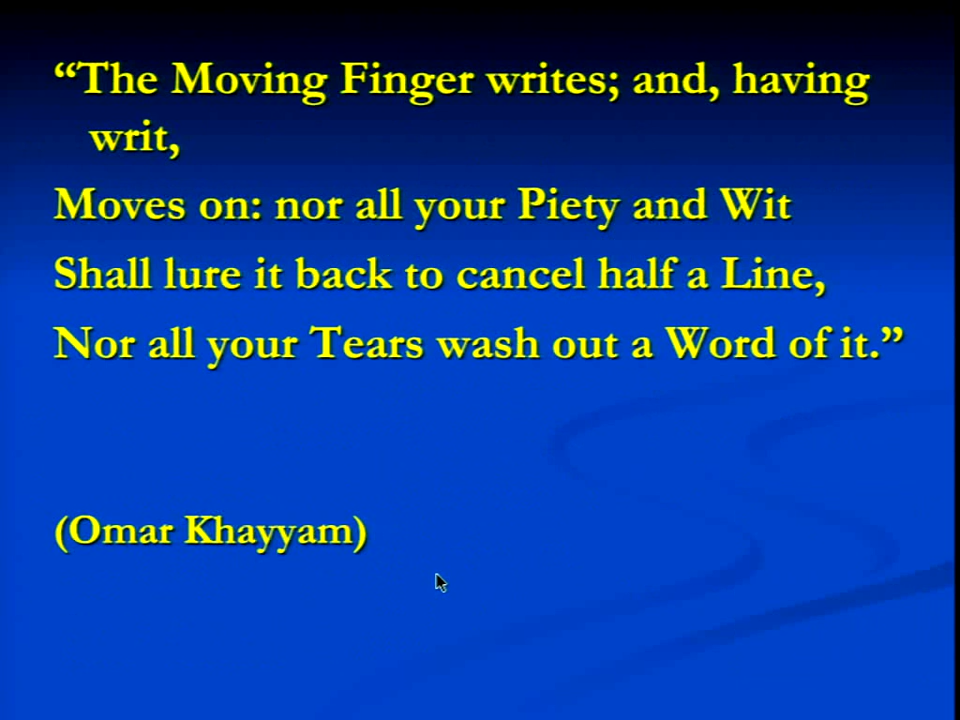 “The Moving Finger writes; and, having
writ,
Moves on: nor all your Piety and Wit
Shall lure it back to cancel half a Line,
Nor all your Tears wash out a Word of it.”
(Omar Khayyam)